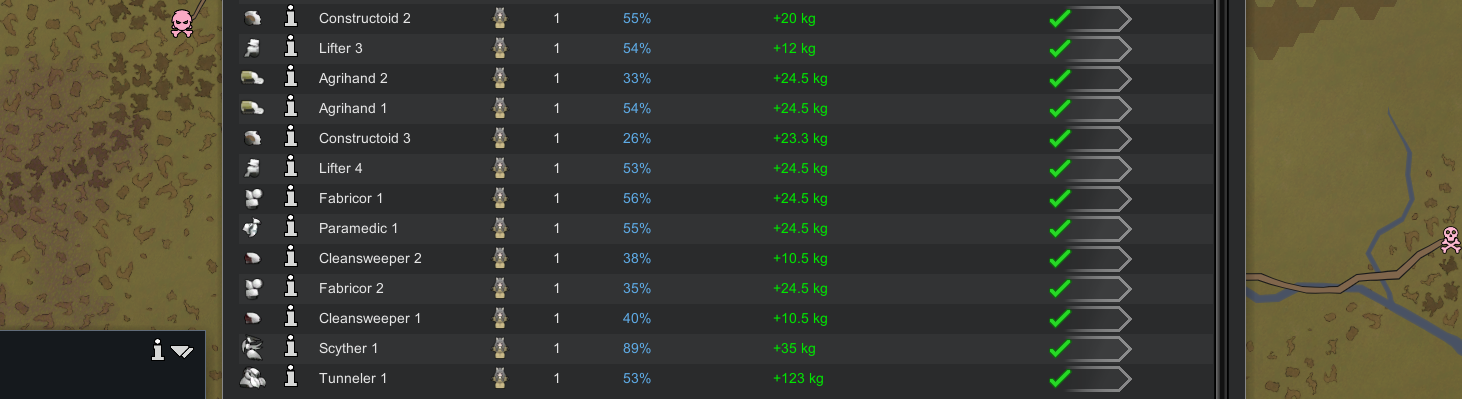 Constructoid 2 1 55% +20 kg
Lifter 3 1 54% +12 kg
Agrihand 2 1 33% +24.5 kg
Agrihand 1 1 54% +24.5 kg
Constructoid 3 1 26% +23.3 kg
Lifter 4 1 53% +24.5 kg
Fabricor 1 1 56% +24.5 kg
Paramedic 1 1 55% +24.5 kg
Cleansweeper 2 1 38% +10.5 kg
Fabricor 2 1 35% +24.5 kg
Cleansweeper 1 1 40% +10.5 kg
Scyther 1 1 89% +35 kg
Tunneler 1 1 53% +123 kg